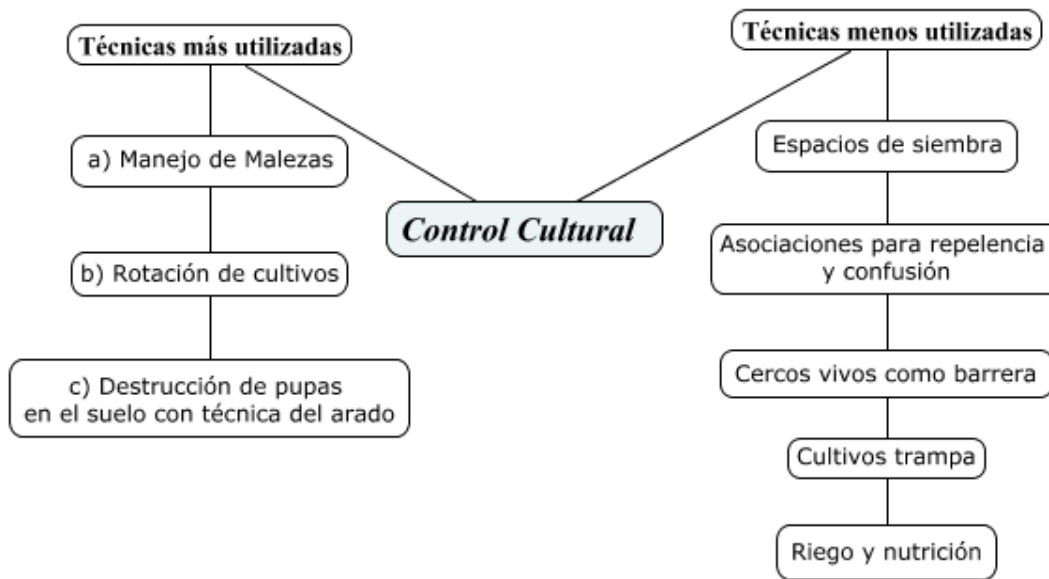 Técnicas más utilizadas
a) Manejo de Malezas
b) Rotación de cultivos
c) Destrucción de pupas
en el suelo con técnica del arado
Control Cultural
Técnicas menos utilizadas
Espacios de siembra
Asociaciones para repelencia
y confusión
Cercos vivos como barrera
Cultivos trampa
Riego y nutrición